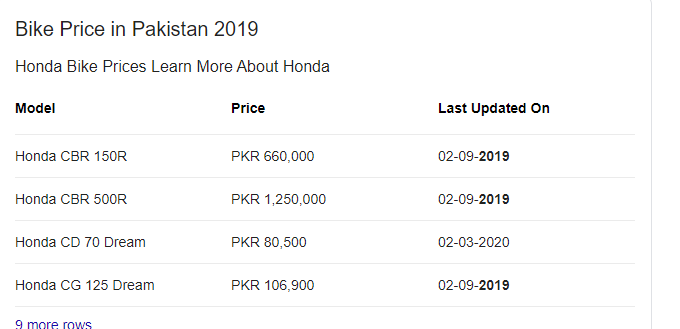 Bike Price in Pakistan 2019
Honda Bike Prices Learn More About Honda
Model Price Last Updated On
Honda CBR 150R PKR 660,000 02-09-2019
Honda CBR 500R PKR 1,250,000 02-09-2019
Honda CD 70 Dream PKR 80,500 02-03-2020
Honda CG 125 Dream PKR 106,900 02-09-2019
9 more rows